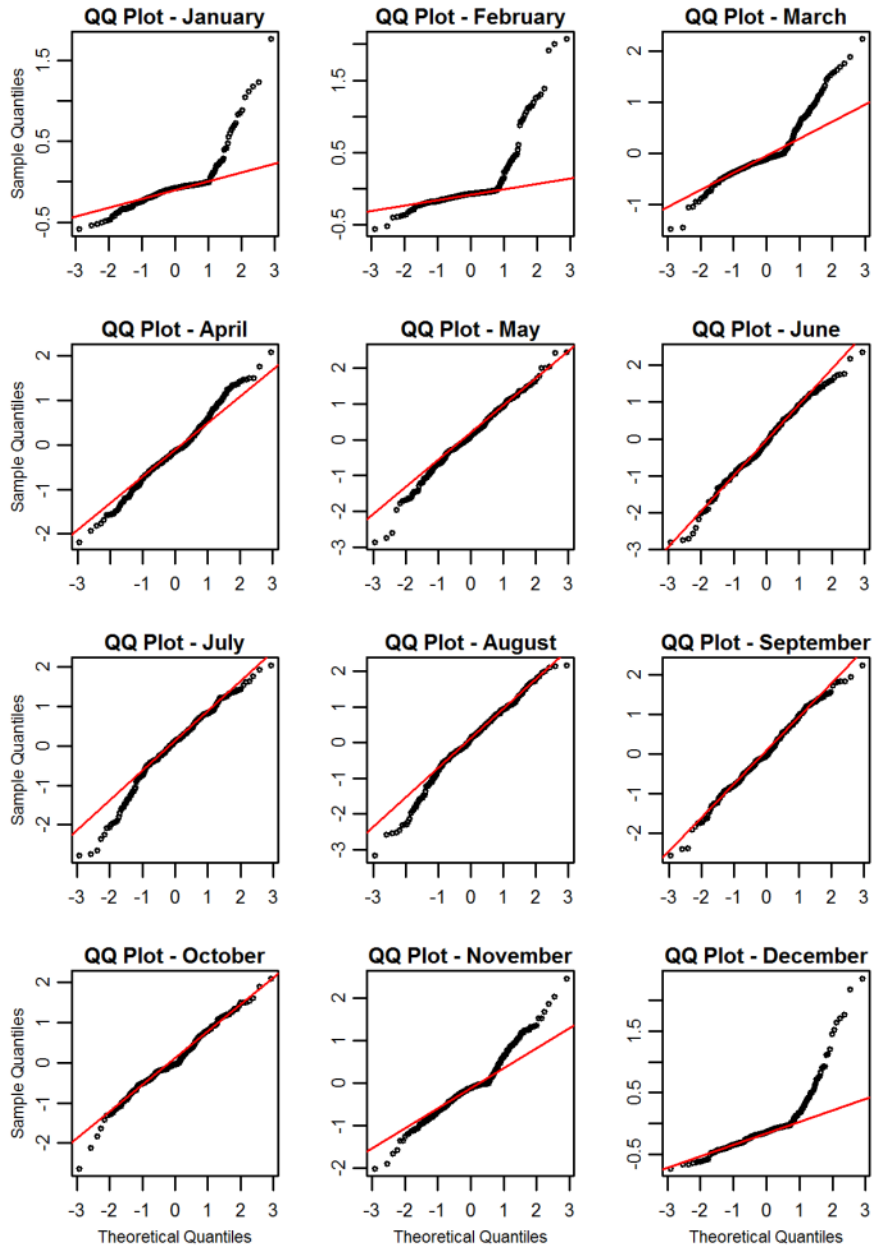 QQ Plot - January QQ Plot - February QQ Plot - March
Sample Quantiles
-0.5 0.5 1.5
-0.5 0.5 1.5
-1 0 1 2
-3 -2 -1 0 1 2 3 -3 -2 -1 0 1 2 3 -3 -2 -1 0 1 2 3
QQ Plot - April QQ Plot - May QQ Plot - June
Sample Quantiles
-2 -1 0 1 2
-3 -2 -1 0 1 2
-3 -2 -1 0 1 2
-3 -2 -1 0 1 2 3 -3 -2 -1 0 1 2 3 -3 -2 -1 0 1 2 3
QQ Plot - July QQ Plot - August QQ Plot - September
Sample Quantiles
-2 -1 0 1 2
-3 -2 -1 0 1 2
-2 -1 0 1 2
-3 -2 -1 0 1 2 3 -3 -2 -1 0 1 2 3 -3 -2 -1 0 1 2 3
QQ Plot - October QQ Plot - November QQ Plot - December
Sample Quantiles
-2 -1 0 1 2
-2 -1 0 1 2
-0.5 0.5 1.5
-3 -2 -1 0 1 2 3 -3 -2 -1 0 1 2 3 -3 -2 -1 0 1 2 3
Theoretical Quantiles Theoretical Quantiles Theoretical Quantiles